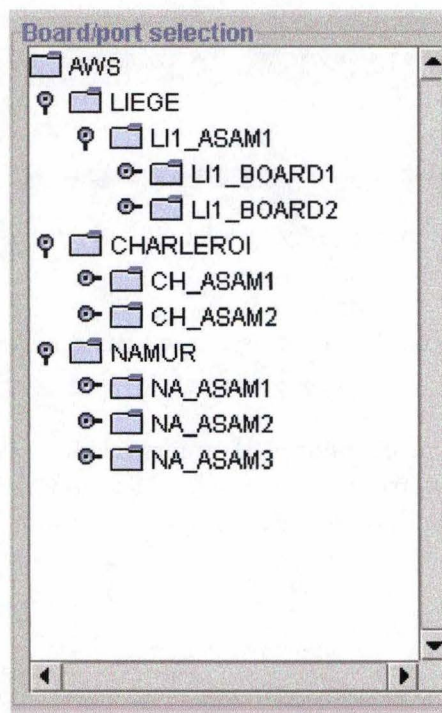 Board/port selection
AWS
LIEGE
LI1_ASAM1
LI1_BOARD1
LI1_BOARD2
CHARLEROI
CH_ASAM1
CH_ASAM2
NAMUR
NA_ASAM1
NA_ASAM2
NA_ASAM3